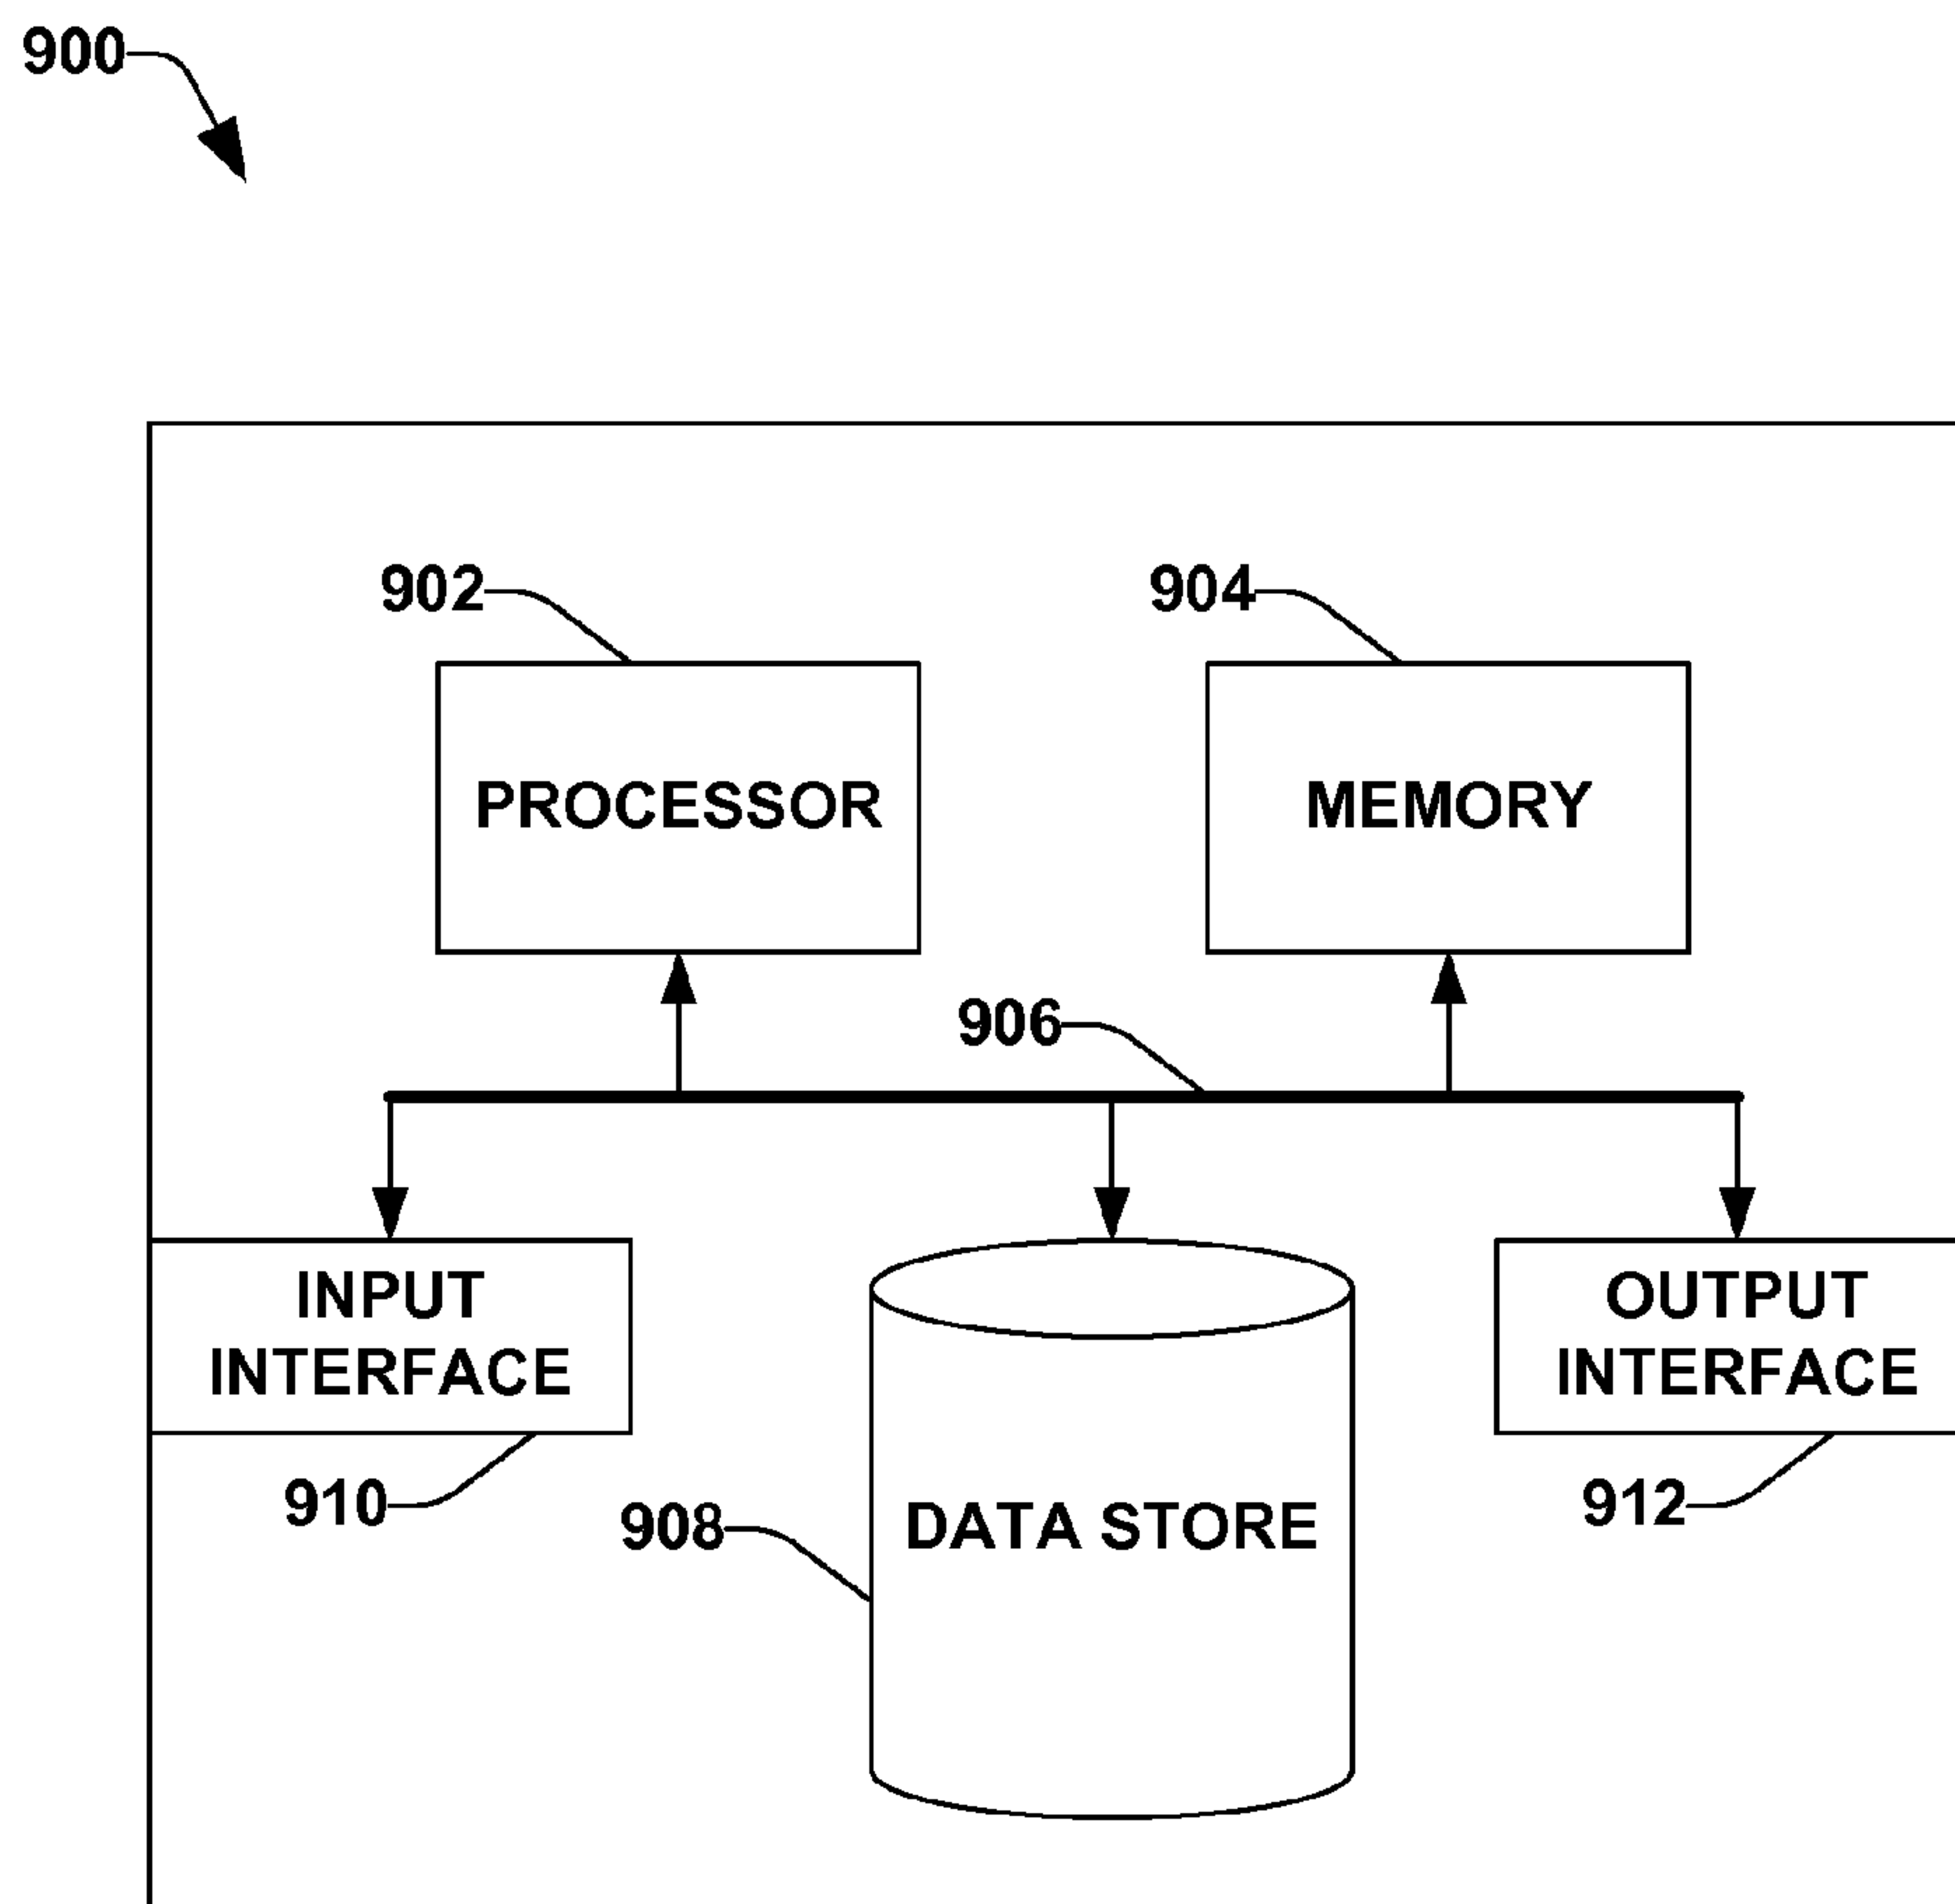 900
902
904
PROCESSOR
MEMORY
906
INPUT
INTERFACE
OUTPUT
INTERFACE
910
908
DATA STORE
912